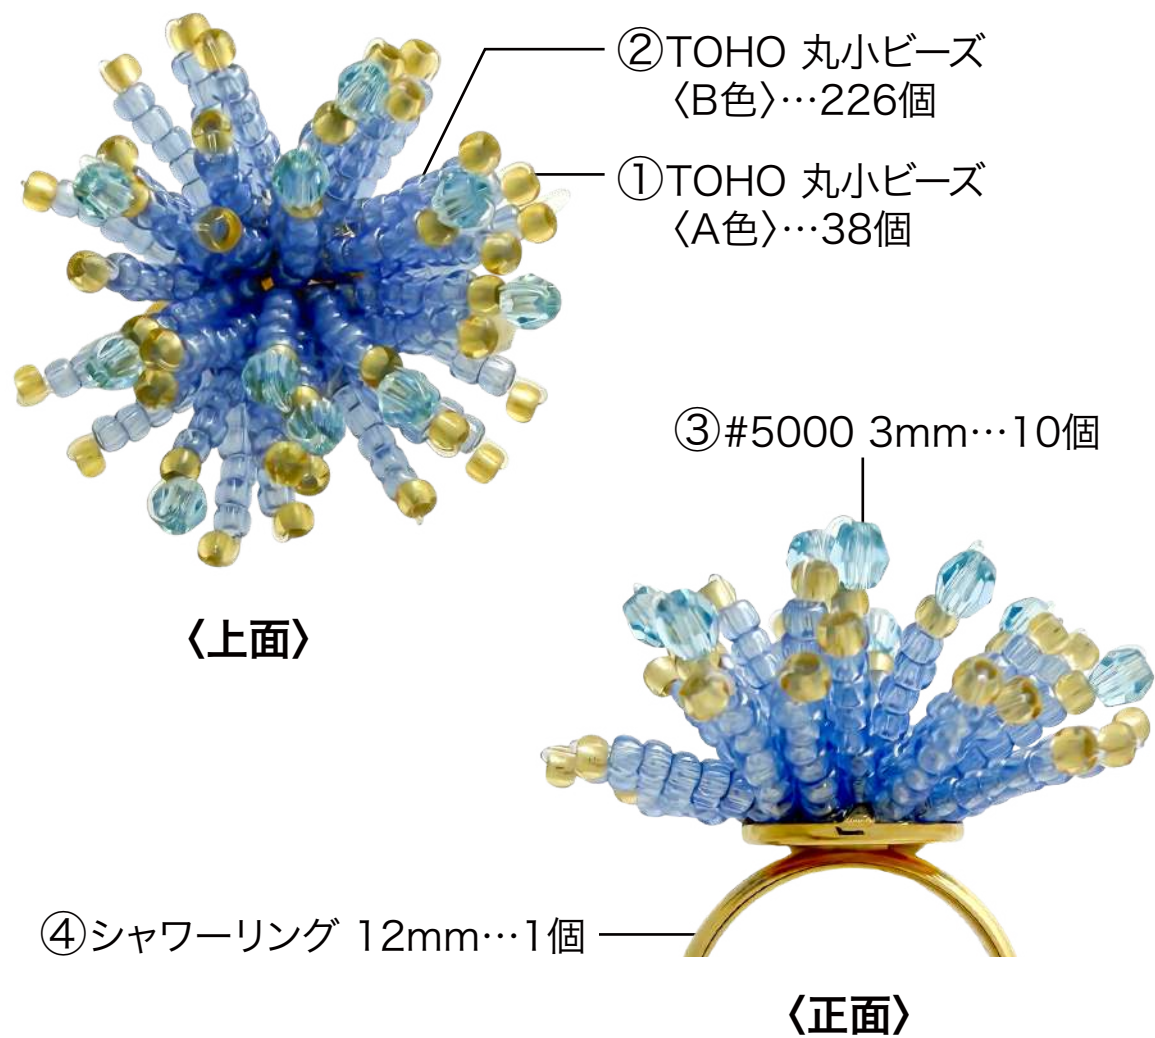 ②TOHO 丸小ビーズ
〈B色〉…226個
①TOHO 丸小ビーズ
〈A色〉…38個
③#5000 3mm…10個
〈上面〉
④シャワーリング 12mm…1個
〈正面〉